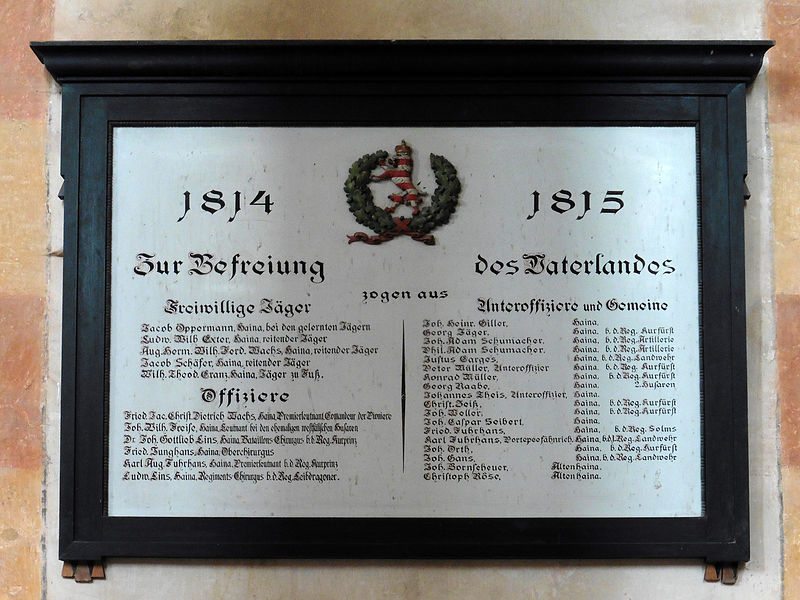 1814
1815
Zur Befreiung des Vaterlandes
zogen aus
Freiwillige Jäger
Jacob Oppermann, Haina, bei den gelernten Jägern
Ludw. Wilh. Exter, Haina, reitender Jäger
Aug. Herm. Wilh. Ferd. Wachs, Haina, reitender Jäger
Jacob Schäfer, Haina, reitender Jäger
Wilh. Theod. Cranz, Haina, Jäger zu Fuß.
Offiziere
Fried. Jac. Christ. Dietrich Wachs, Haina, Premierleutnant, Comandeur der Pioniere
Joh. Wilh. Freise, Haina, Leutnant bei den ehemaligen westfälischen Husaren
Dr. Joh. Gottlieb Lins, Haina, Bataillons Chirurgus b.d. Reg. Kurprinz
Fried. Junghans, Haina, Oberchirurgus
Karl Aug. Fuhrhans, Haina, Premierleutnant b.d. Reg. Kurprinz
Ludw. Lins, Haina, Regiments Chirurgus b.d. Reg. Leibdragoner.
Unteroffiziere und Gemeine
Joh. Heinr. Giller, Haina.
Georg Jäger, Haina. b.d. Reg. Kurfürst
Joh. Adam Schumacher, Haina. b.d. Reg. Artillerie
Phil. Adam Schumacher, Haina. b.d. Reg. Artillerie
Justus Garges, Haina. b.d. Reg. Landwehr
Peter Müller, Unteroffizier Haina. b.d. Reg. Kurfürst
Konrad Müller, Haina. b.d. Reg. Kurfürst
Georg Raabe, Haina. 2. Husaren
Johannes Theis, Unteroffizier, Haina.
Christ. Zeiß, Haina. b.d. Reg. Kurfürst
Joh. Woller, Haina. b.d. Reg. Kurfürst
Joh. Caspar Seibert, Haina.
Fried. Fuhrhans, Haina. b.d. Reg. Solms
Karl Fuhrhans, Portepeefähnrich, Haina. b.d. 1. Reg. Landwehr
Joh. Orth, Haina. b.d. Reg. Kurfürst
Joh. Gans, Haina. b.d. Reg. Landwehr
Joh. Bornscheuer, Altenhaina.
Christoph Röse, Altenhaina.